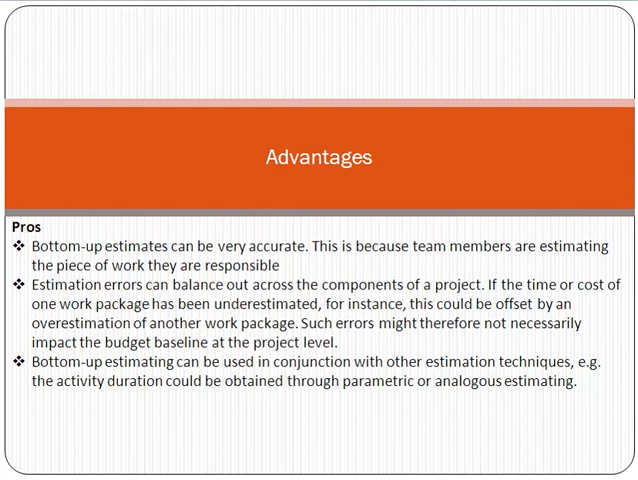 Advantages
Pros
❖ Bottom-up estimates can be very accurate. This is because team members are estimating
the piece of work they are responsible
❖ Estimation errors can balance out across the components of a project. If the time or cost of
one work package has been underestimated, for instance, this could be offset by an
overestimation of another work package. Such errors might therefore not necessarily
impact the budget baseline at the project level.
❖ Bottom-up estimating can be used in conjunction with other estimation techniques, e.g.
the activity duration could be obtained through parametric or analogous estimating.